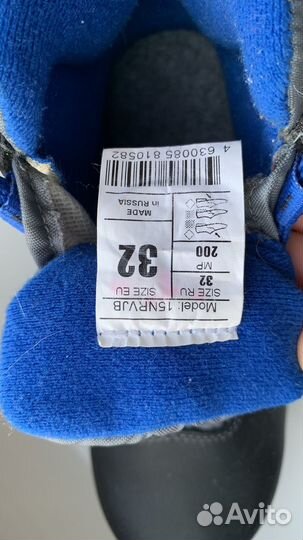 Model: 15NRVJB
SIZE EU
32
SIZE RU
32
MP
200
MADE
in RUSSIA
4 630085 810582
Avito